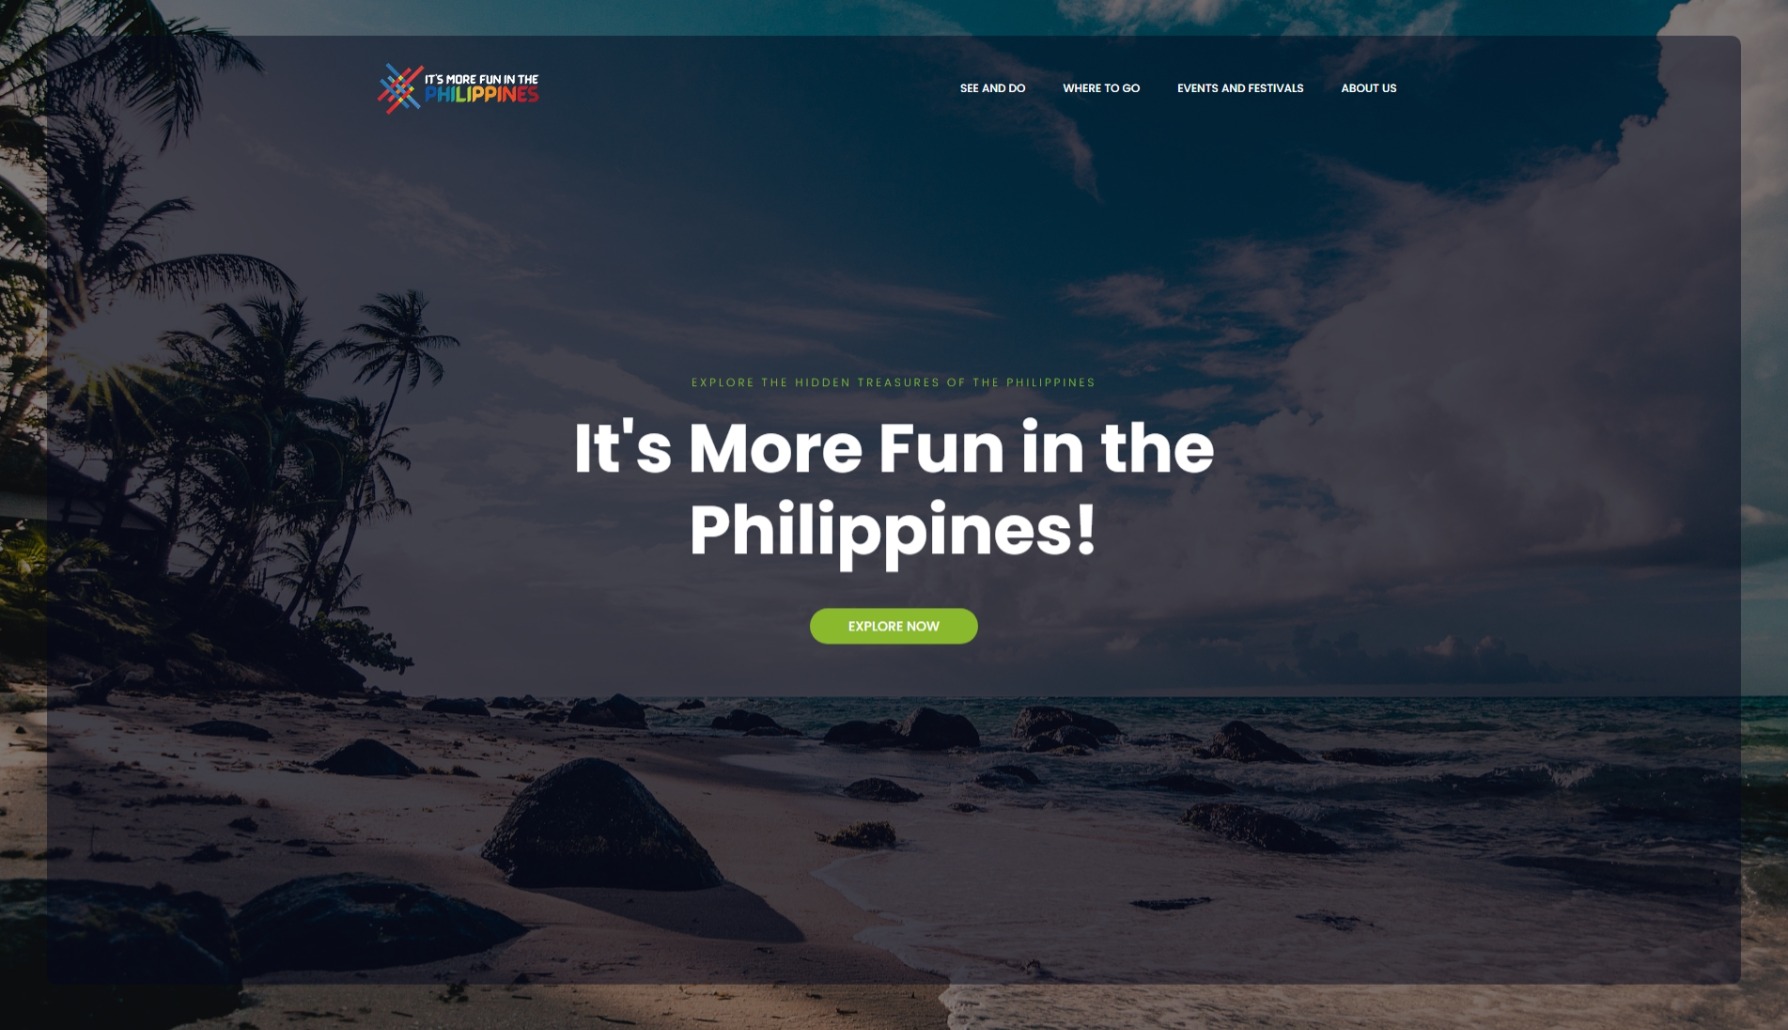 IT'S MORE FUN IN THE
PHILIPPINES
SEE AND DO
WHERE TO GO
EVENTS AND FESTIVALS
ABOUT US
EXPLORE THE HIDDEN TREASURES OF THE PHILIPPINES
It's More Fun in the
Philippines!
EXPLORE NOW